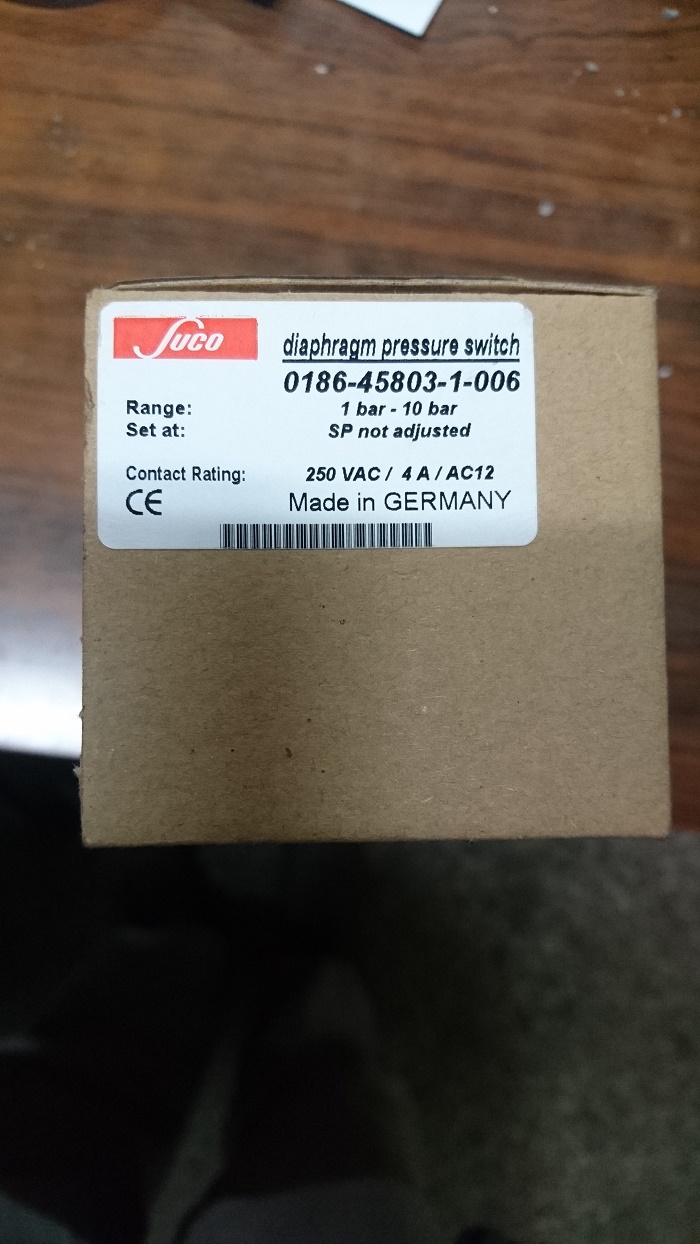 Suco
diaphragm pressure switch
0186-45803-1-006
Range: 1 bar - 10 bar
Set at: SP not adjusted
Contact Rating: 250 VAC / 4 A / AC12
CE Made in GERMANY